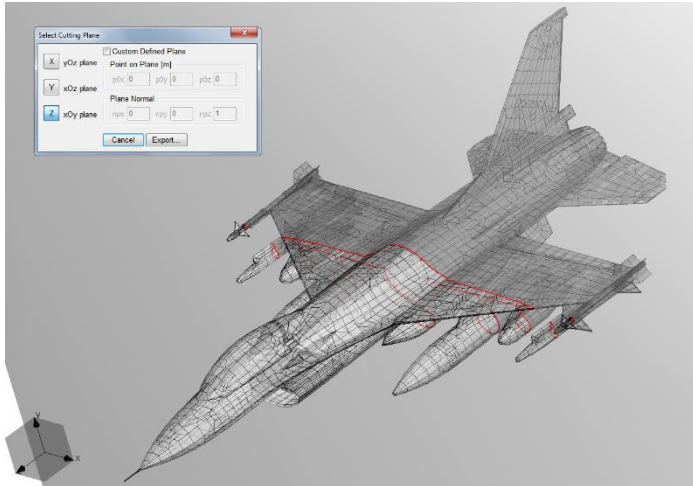 Select Cutting Plane
Custom Defined Plane
X yOz plane
Point on Plane [m]
p0x 0 p0y 0 p0z 0
Y xOz plane
Plane Normal
Z xOy plane
npx 0 npy 0 npz 1
Cancel Export...
y
x